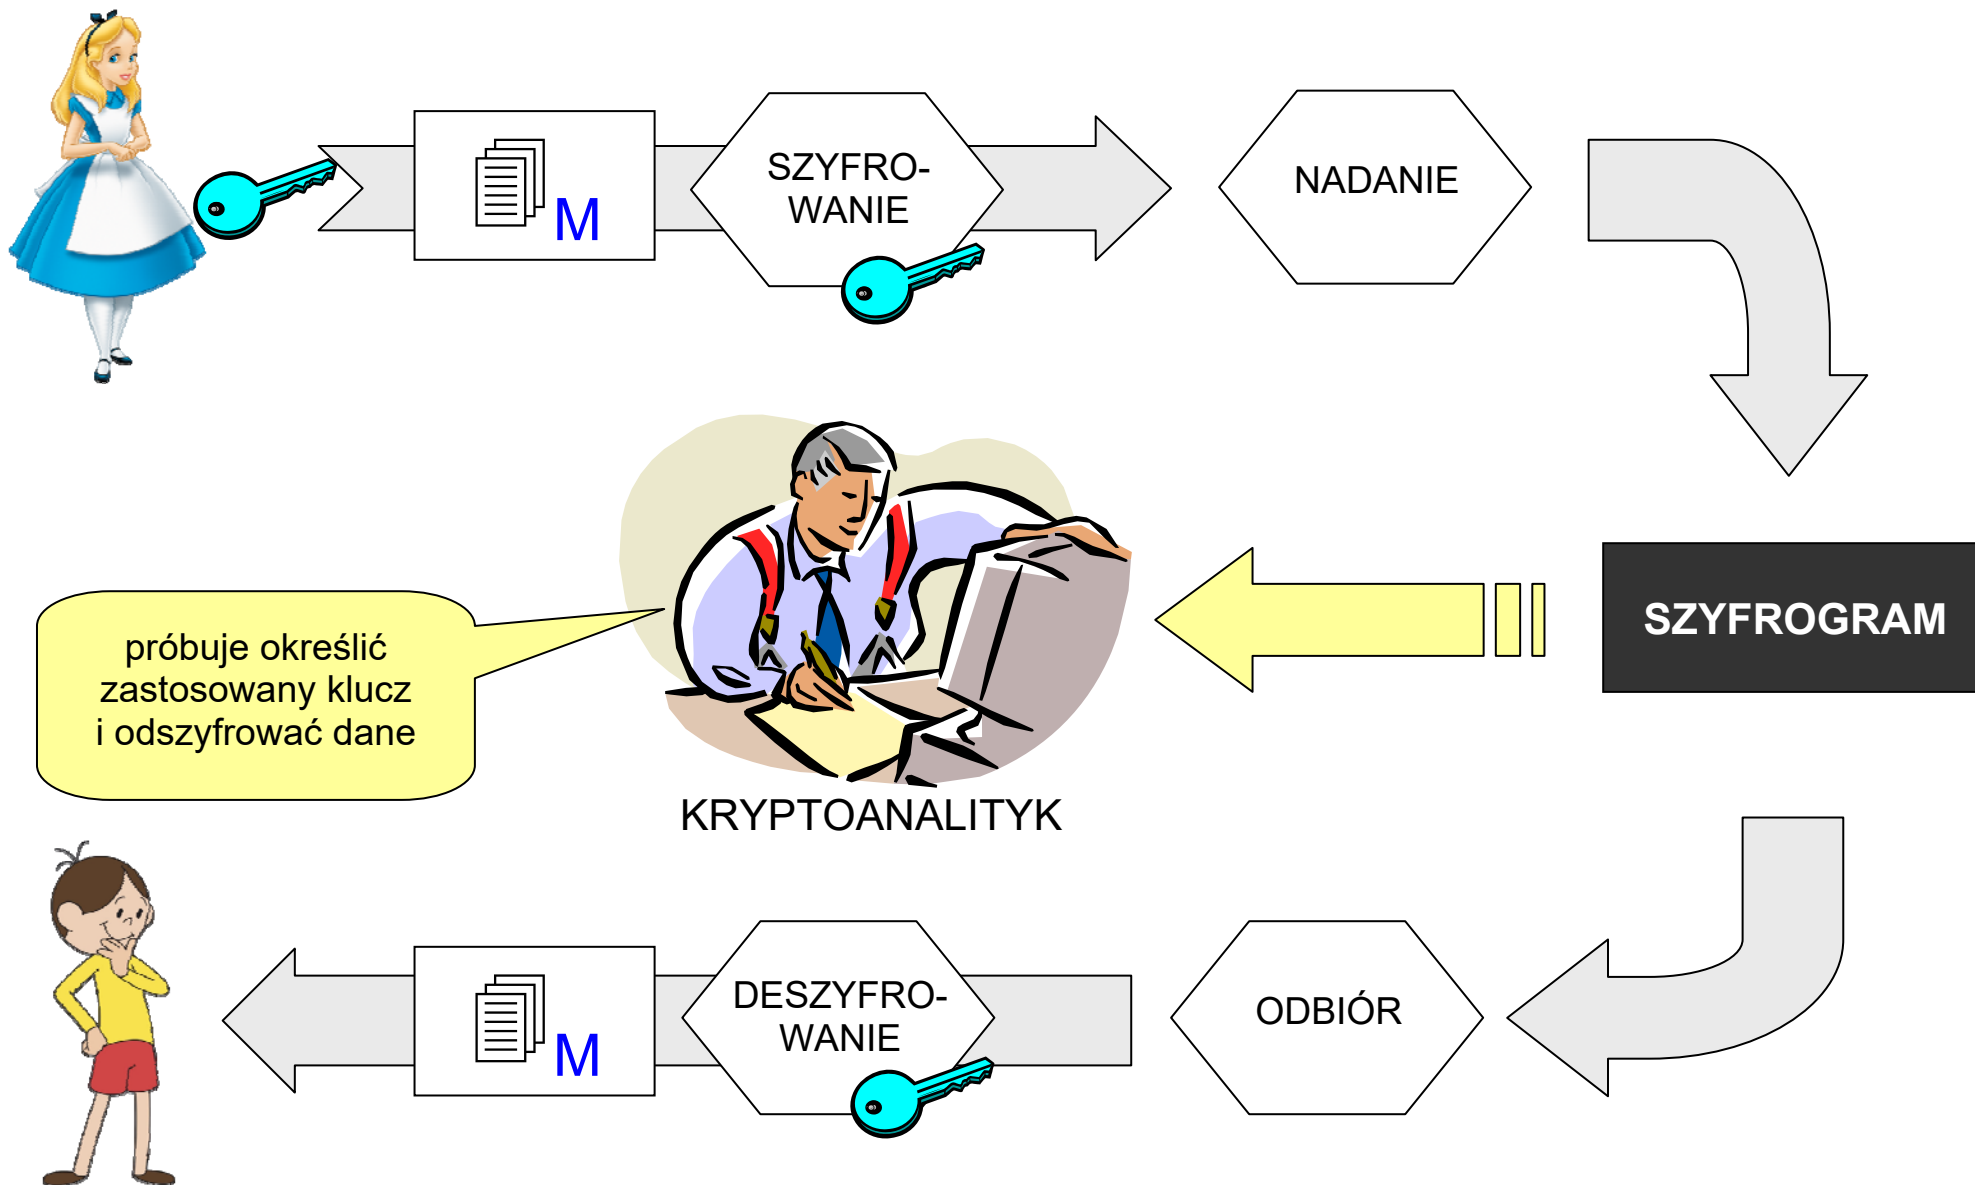 M
SZYFRO-
WANIE
NADANIE
SZYFROGRAM
próbuje określić
zastosowany klucz
i odszyfrować dane
KRYPTOANALITYK
M
DESZYFRO-
WANIE
ODBIÓR